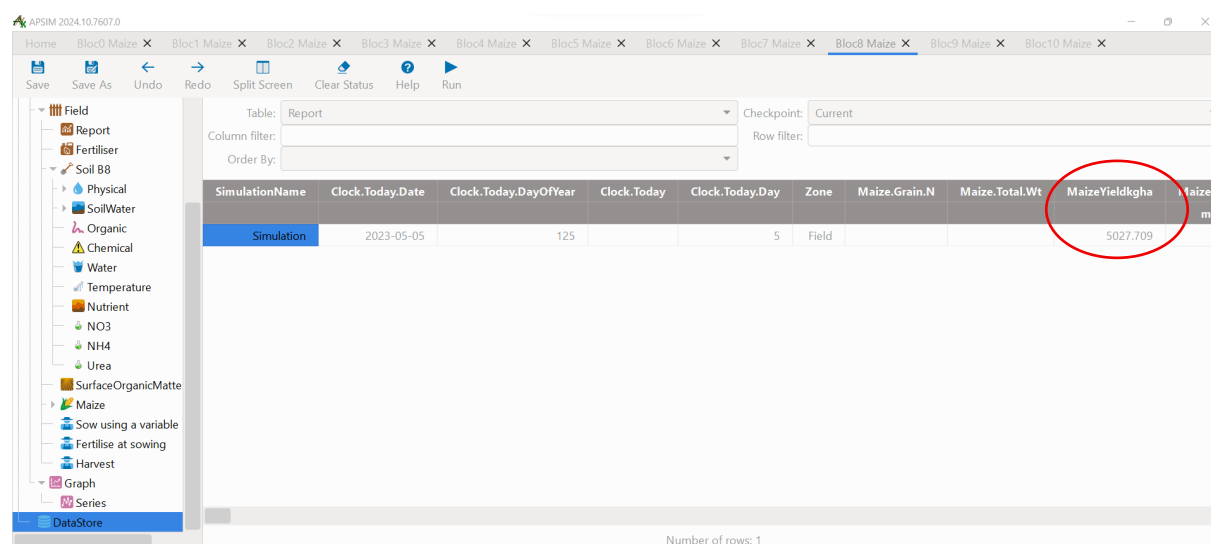 APSIM 2024.10.7607.0
Home Bloc0 Maize Bloc1 Maize Bloc2 Maize Bloc3 Maize Bloc4 Maize Bloc5 Maize Bloc6 Maize Bloc7 Maize Bloc8 Maize Bloc9 Maize Bloc10 Maize
Save Save As Undo Redo Split Screen Clear Status Help Run
Field
Report
Fertiliser
Soil B8
Physical
SoilWater
Organic
Chemical
Water
Temperature
Nutrient
NO3
NH4
Urea
SurfaceOrganicMatte
Maize
Sow using a variable
Fertilise at sowing
Harvest
Graph
Series
DataStore
Table: Report Checkpoint: Current
Column filter: Row filter:
Order By:
SimulationName Clock.Today.Date Clock.Today.DayOfYear Clock.Today Clock.Today.Day Zone Maize.Grain.N Maize.Total.Wt MaizeYieldkgha Maize
m
Simulation 2023-05-05 125 5 Field 5027.709
Number of rows: 1